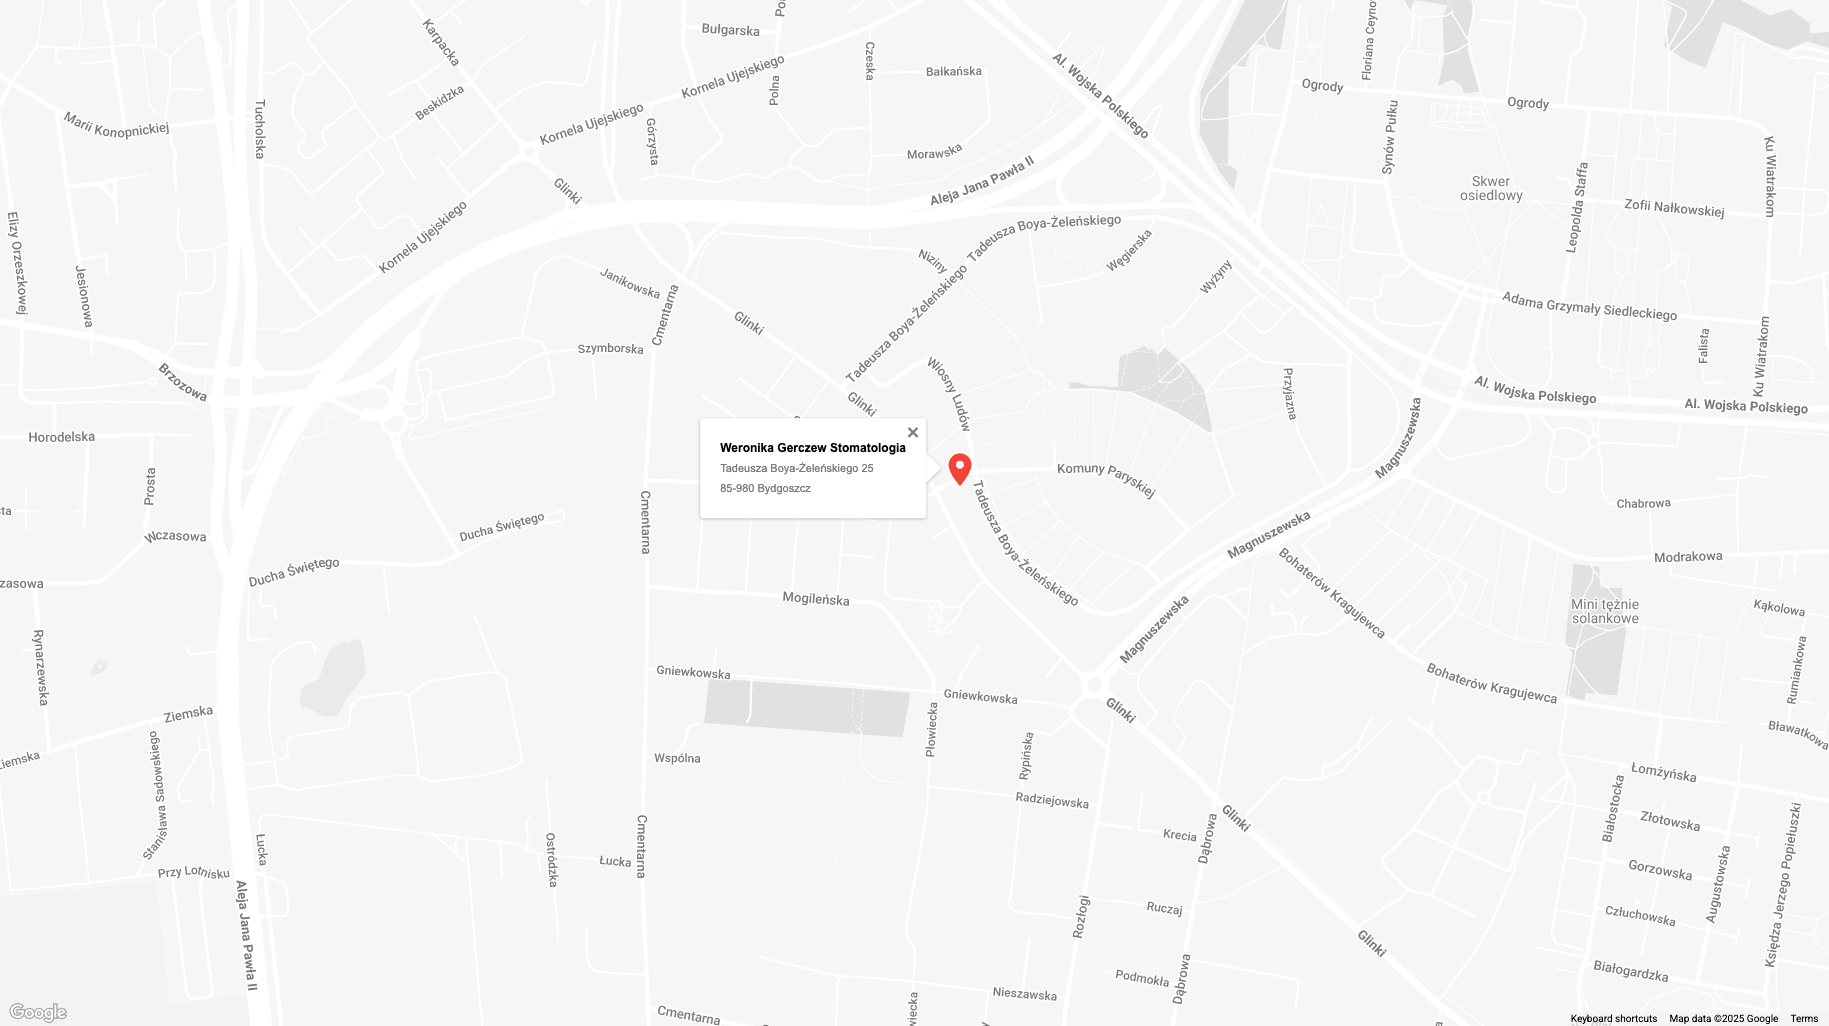 Karpacka
Bułgarska
Czeska
Bałkańska
Al. Wojska Polskiego
Floriana Ceyno
Ogrody
Ogrody
Kornela Ujejskiego
Polna
Beskidzka
Tucholska
Marii Konopnickiej
Kornela Ujejskiego
Górzysta
Morawska
Synów Pułku
Ku Wiatrakom
Aleja Jana Pawła II
Skwer
osiedlowy
Leopolda Staffa
Zofii Nałkowskiej
Glinki
Kornela Ujejskiego
Elizy Orzeszkowej
Jesionowa
Tadeusza Boya-Żeleńskiego
Węgierska
Niziny
Wyżyny
Janikowska
Cmentarna
Glinki
Tadeusza Boya-Żeleńskiego
Adama Grzymały Siedleckiego
Falista
Ku Wiatrakom
Szymborska
Brzozowa
Wiosny Ludów
Przyjazna
Al. Wojska Polskiego
Al. Wojska Polskiego
Glinki
Magnuszewska
Horodelska
Prosta
Weronika Gerczew Stomatologia
Tadeusza Boya-Żeleńskiego 25
85-980 Bydgoszcz
Komuny Paryskiej
Chabrowa
sta
Cmentarna
Tadeusza Boya-Żeleńskiego
Wczasowa
Ducha Świętego
Magnuszewska
Modrakowa
Ducha Świętego
zasowa
Bohaterów Kragujewca
Mogileńska
Mini tężnie
solankowe
Kąkolowa
Magnuszewska
Rynarzewska
Rumiankowa
Gniewkowska
Gniewkowska
Bohaterów Kragujewca
Glinki
Ziemska
Płowiecka
Bławatkowa
Ziemska
Wspólna
Rypińska
Stanisława Sadowskiego
Łomżyńska
Radziejowska
Białostocka
Złotowska
Glinki
Krecia
Dąbrowa
Cmentarna
Ostródzka
Łucka
Łucka
Przy Lotnisku
Gorzowska
Augustowska
Księdza Jerzego Popiełuszki
Aleja Jana Pawła II
Rozłogi
Ruczaj
Człuchowska
Glinki
Dąbrowa
Podmokła
Białogardzka
Nieszawska
wiecka
Cmentarna
Google
Keyboard shortcuts
Map data ©2025 Google
Terms